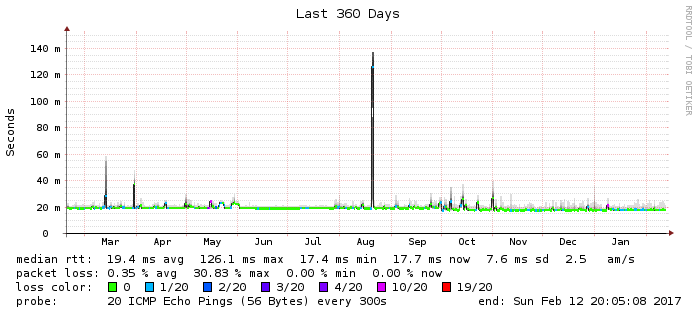 Last 360 Days
RRDTOOL / TOBI OETIKER
Seconds
140 m
120 m
100 m
80 m
60 m
40 m
20 m
0
Mar Apr May Jun Jul Aug Sep Oct Nov Dec Jan
median rtt: 19.4 ms avg 126.1 ms max 17.4 ms min 17.7 ms now 7.6 ms sd 2.5 am/s
packet loss: 0.35 % avg 30.83 % max 0.00 % min 0.00 % now
loss color: 0 1/20 2/20 3/20 4/20 10/20 19/20
probe: 20 ICMP Echo Pings (56 Bytes) every 300s end: Sun Feb 12 20:05:08 2017